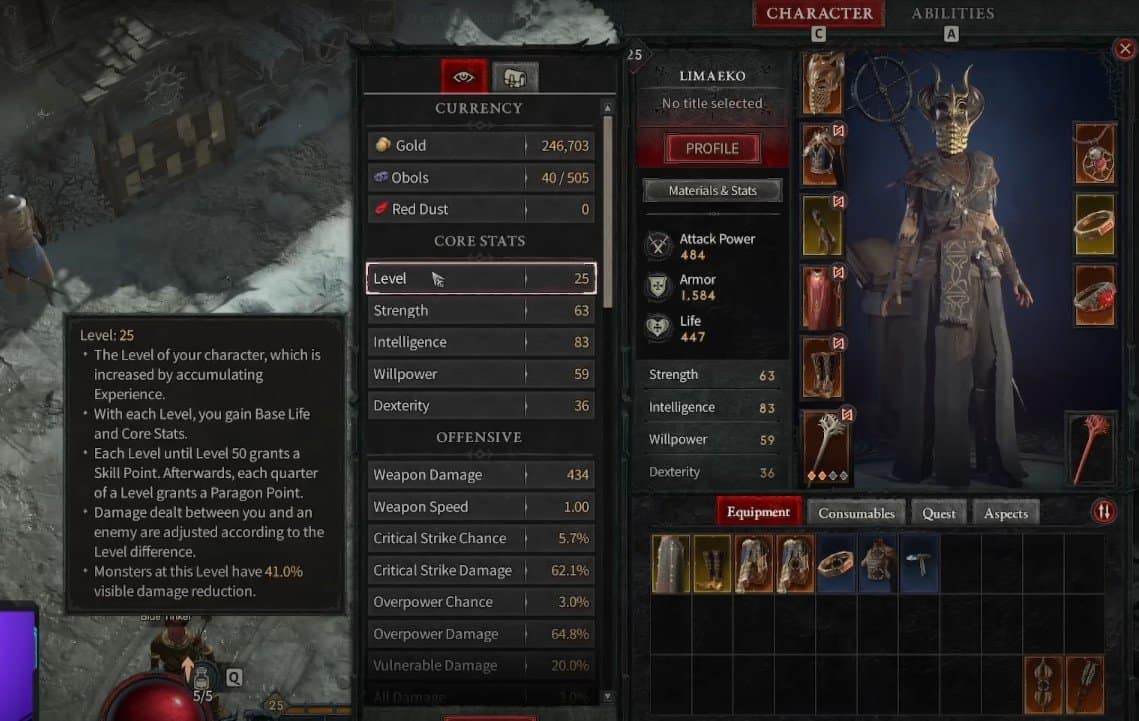 CHARACTER
C
ABILITIES
A
25
LIMAEKO
No title selected
PROFILE
Materials & Stats
Attack Power
484
Armor
1,584
Life
447
Strength 63
Intelligence 83
Willpower 59
Dexterity 36
CURRENCY
Gold 246,703
Obols 40 / 505
Red Dust 0
CORE STATS
Level 25
Strength 63
Intelligence 83
Willpower 59
Dexterity 36
OFFENSIVE
Weapon Damage 434
Weapon Speed 1.00
Critical Strike Chance 5.7%
Critical Strike Damage 62.1%
Overpower Chance 3.0%
Overpower Damage 64.8%
Vulnerable Damage 20.0%
All Damage 3.0%
Level: 25
• The Level of your character, which is
increased by accumulating
Experience.
• With each Level, you gain Base Life
and Core Stats.
• Each Level until Level 50 grants a
Skill Point. Afterwards, each quarter
of a Level grants a Paragon Point.
• Damage dealt between you and an
enemy are adjusted according to the
Level difference.
• Monsters at this Level have 41.0%
visible damage reduction.
Blue Tinker
Q
5/5
25
Equipment
Consumables
Quest
Aspects